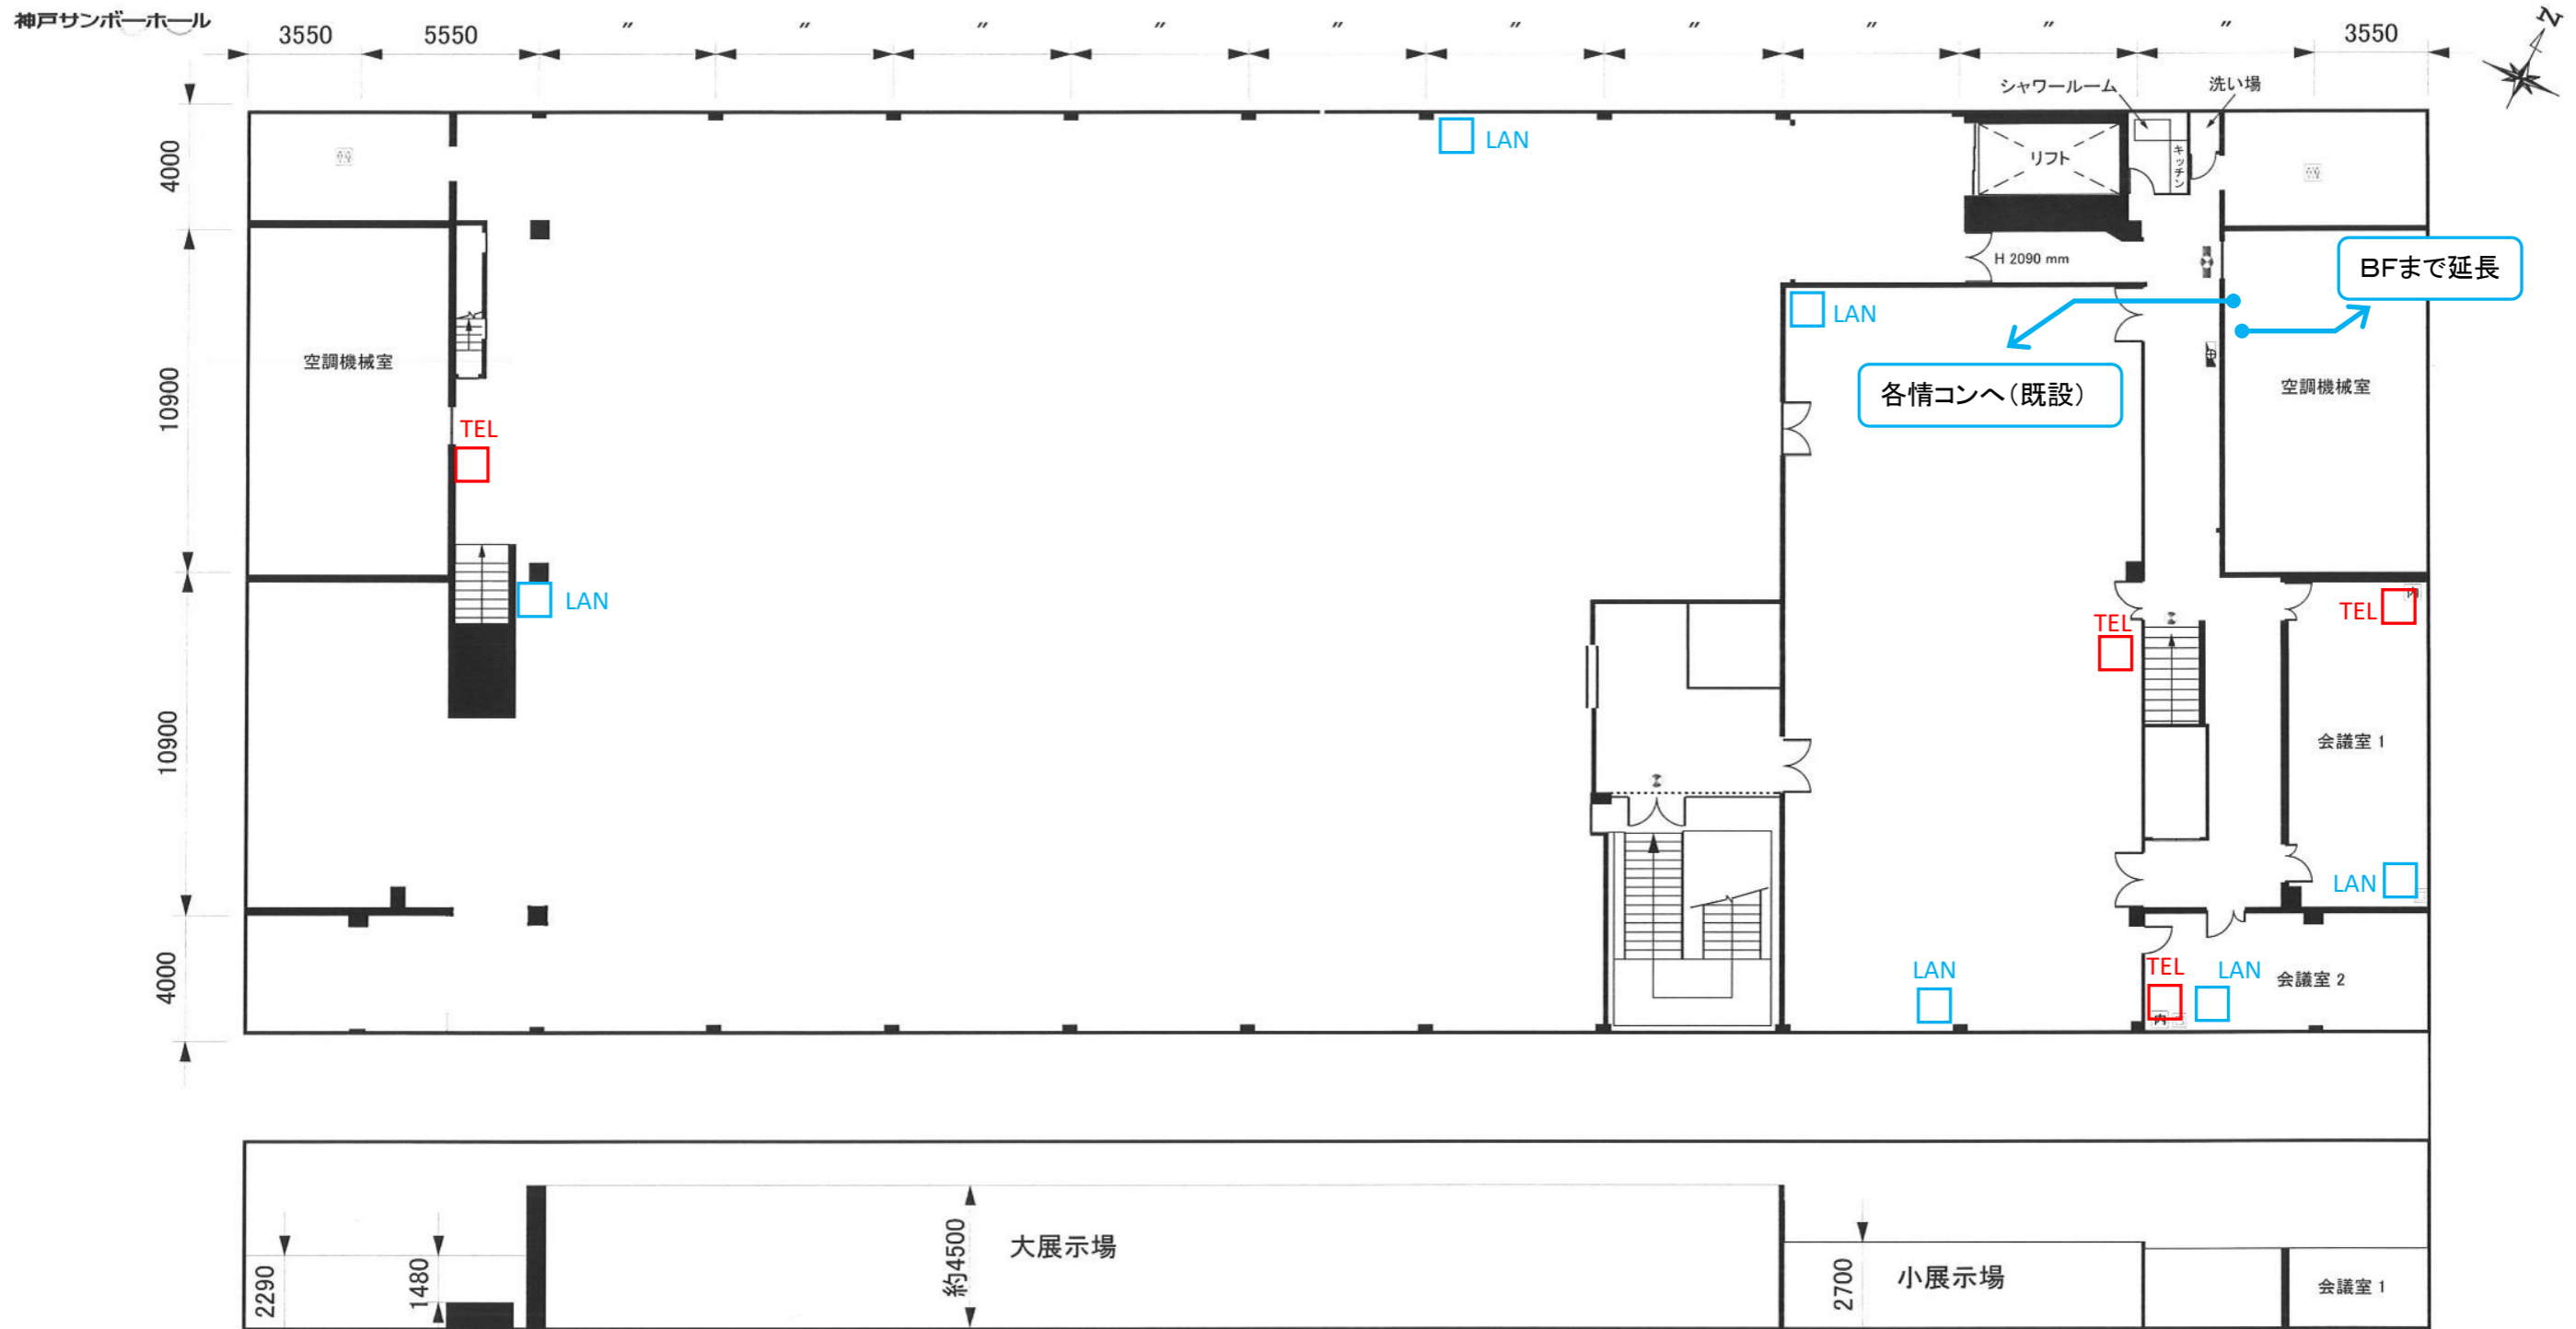 神戸サンボーホール
3550
5550
〃
〃
〃
〃
〃
〃
〃
〃
〃
〃
3550
N
シャワールーム
洗い場
4000
LAN
リフト
キッチン
H 2090 mm
BFまで延長
LAN
空調機械室
10900
各情コンへ（既設）
空調機械室
TEL
LAN
TEL
TEL
10900
会議室 1
LAN
4000
LAN
TEL
LAN
会議室 2
内
2290
1480
約4500
大展示場
2700
小展示場
会議室 1